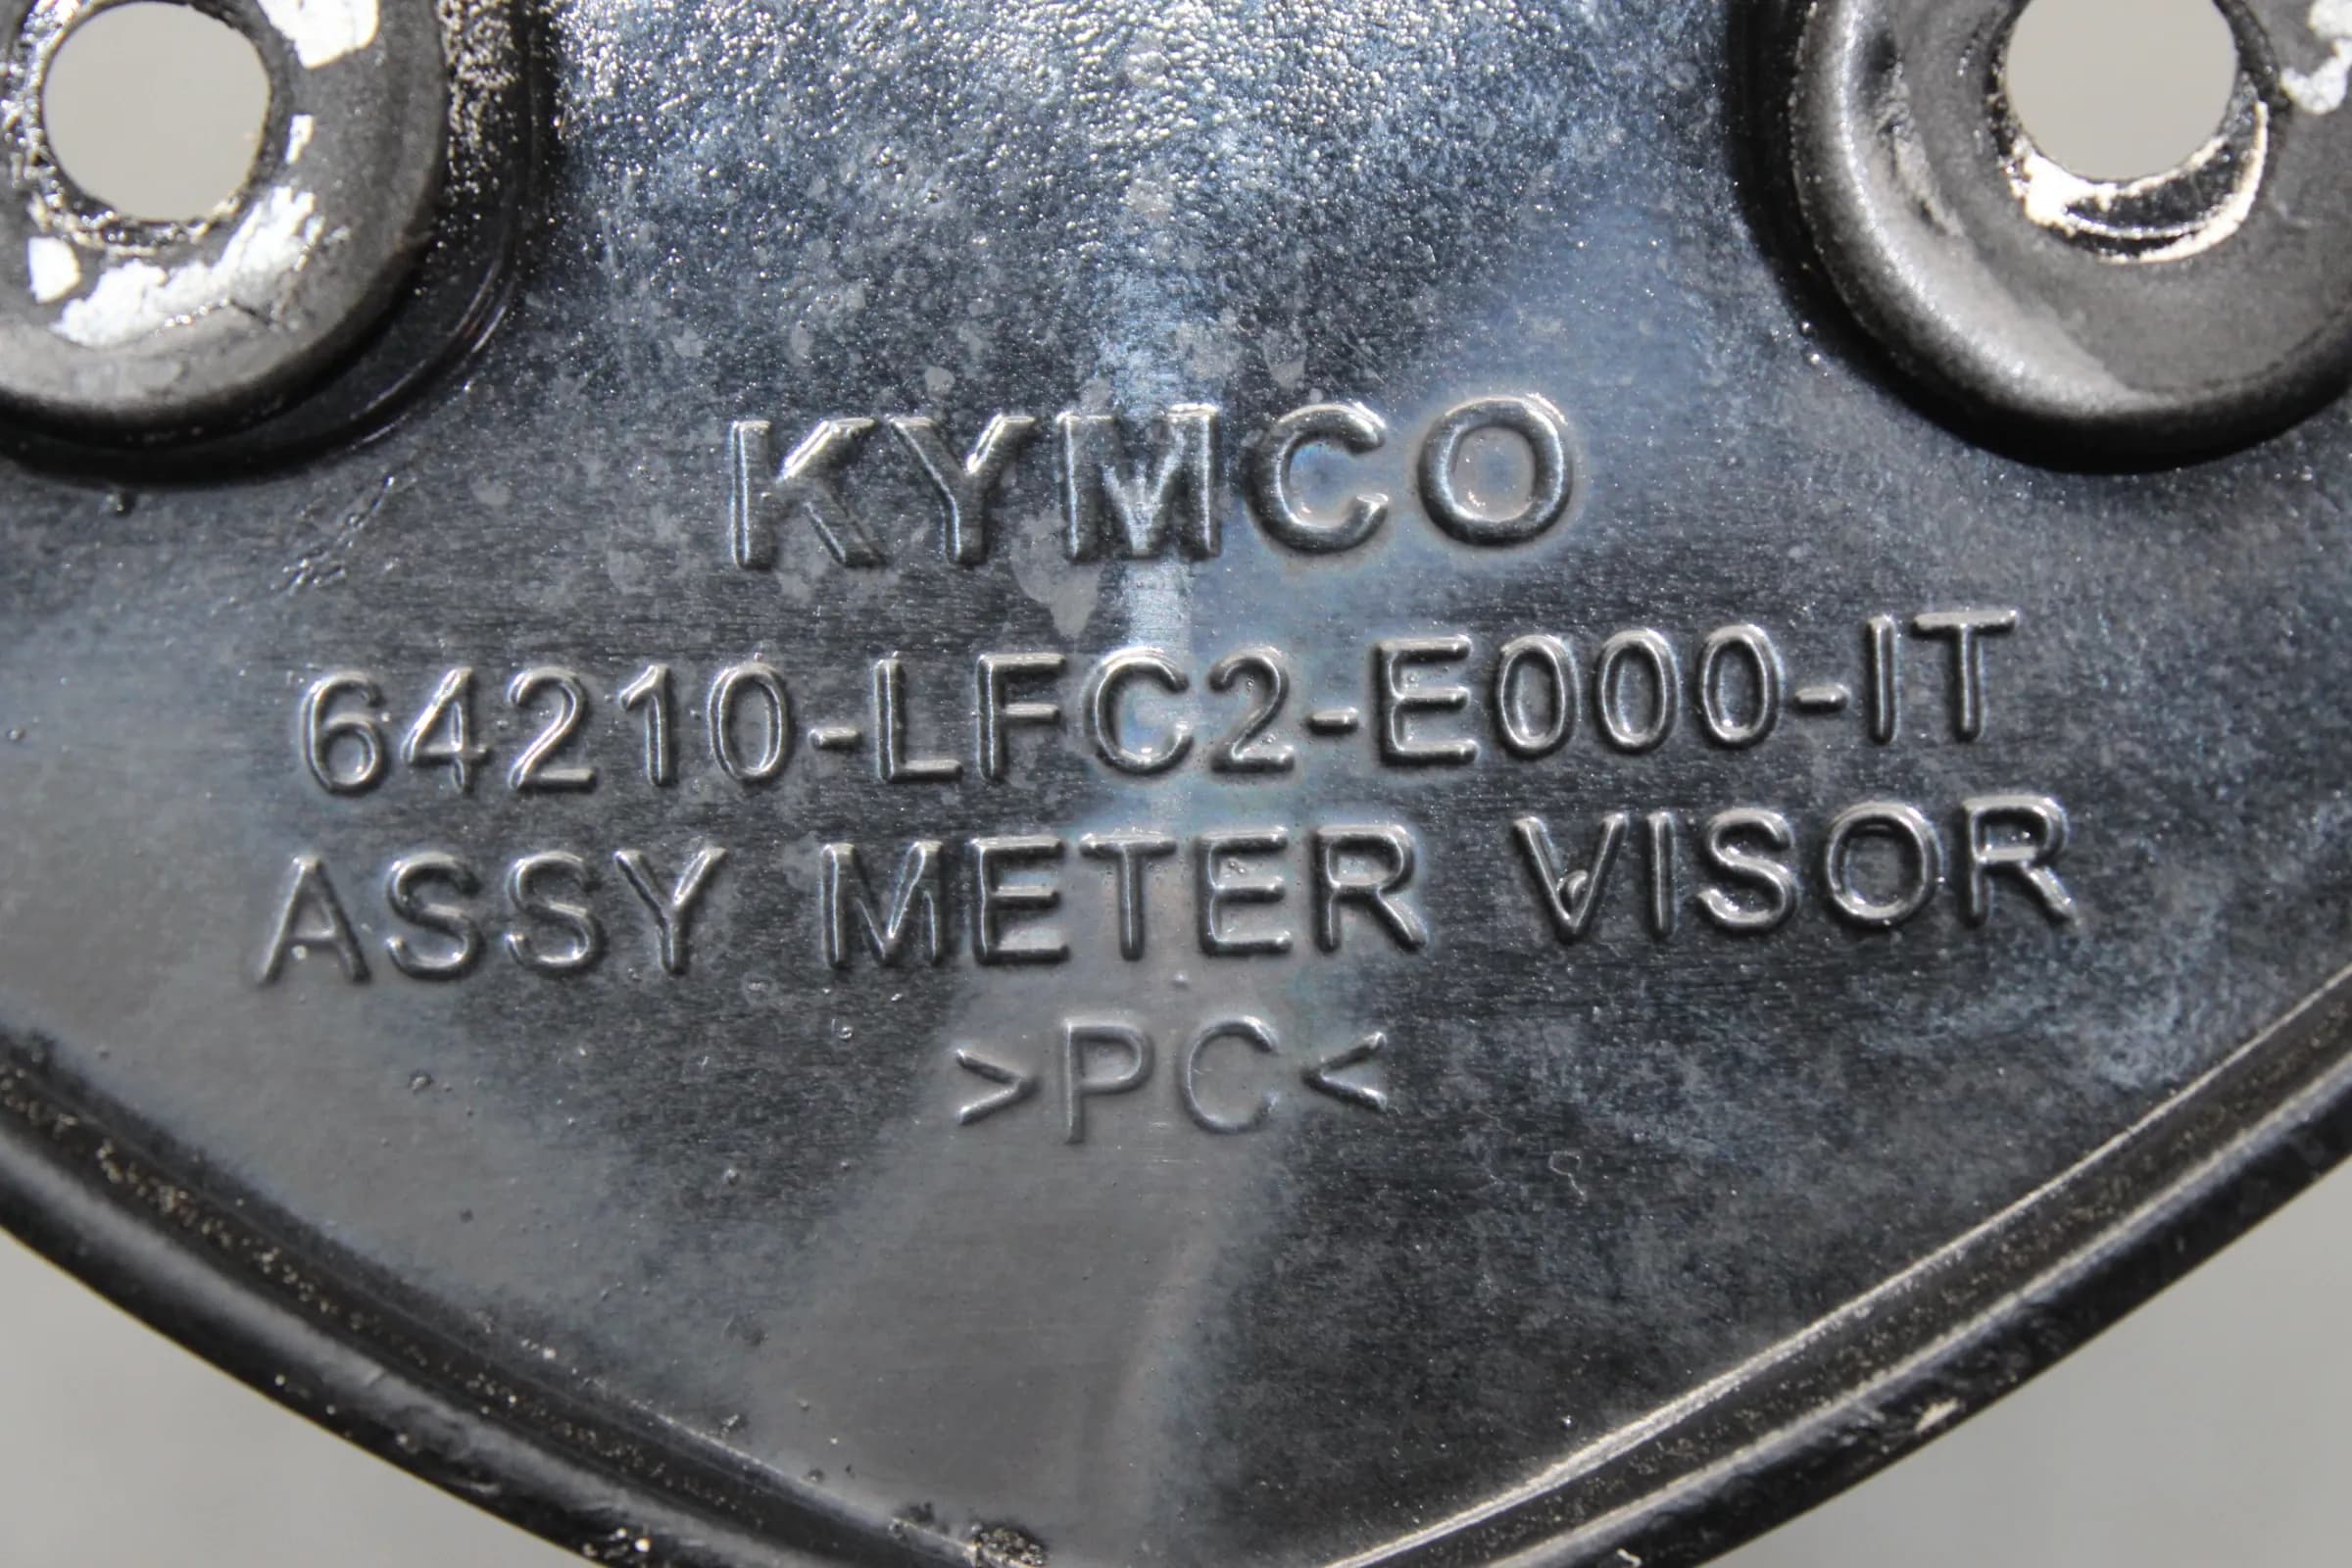 KYMCO
64210-LFC2-E000-IT
ASSY METER VISOR
>PC<